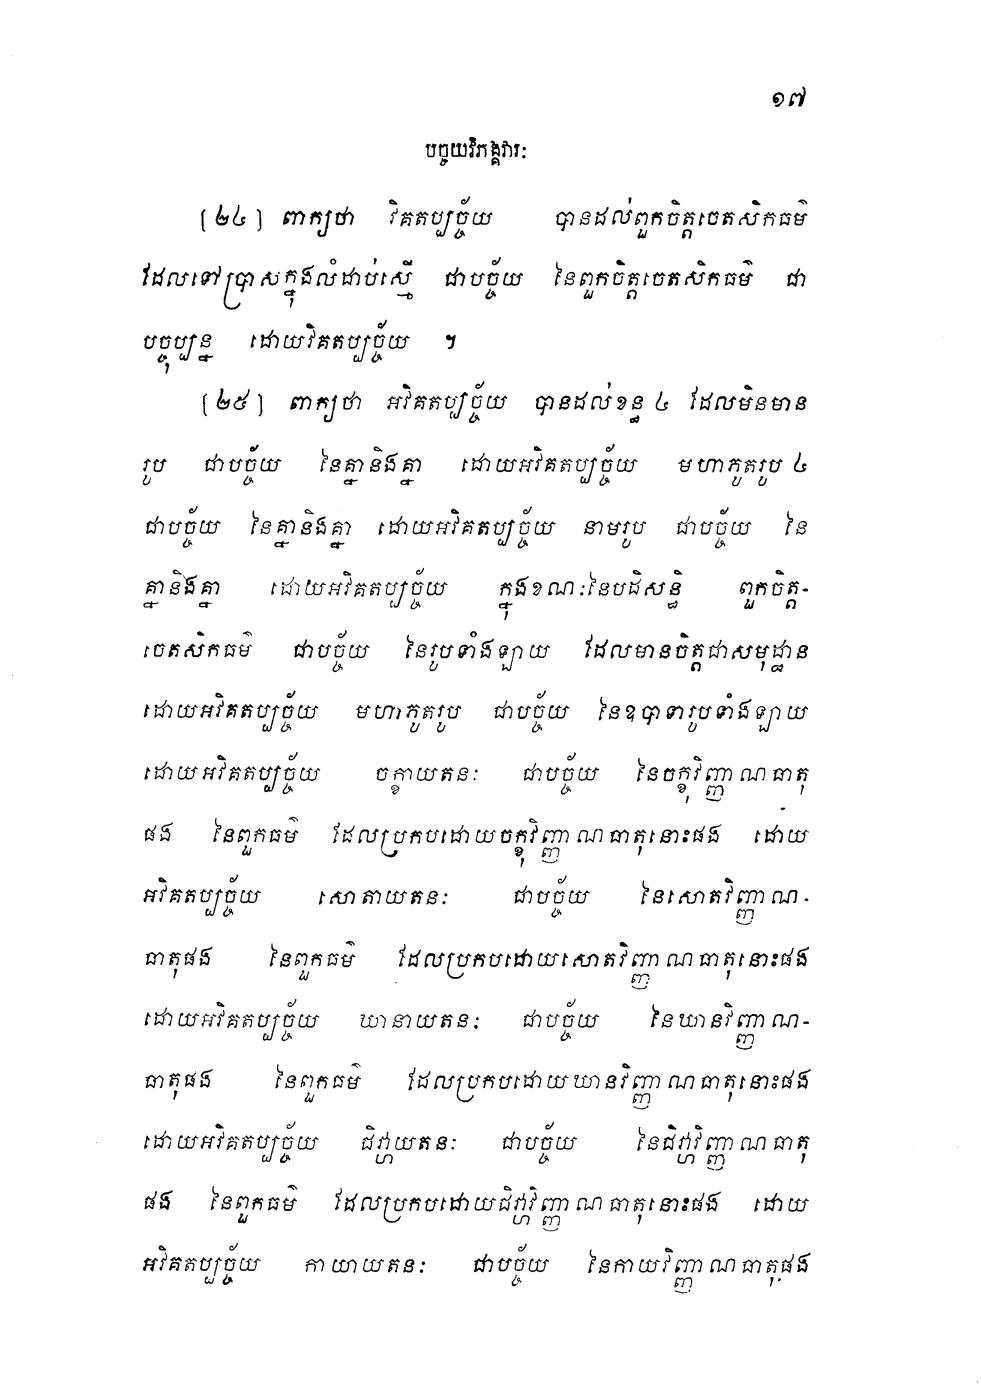 ១៧
បច្ចយវិភង្គវារៈ
(២៤) ពាក្យថា វិគតប្បច្ច័យ បានដល់ពួកចិត្តចេតសិកធម៌
ដែលទៅប្រាសក្នុងលំដាប់ស្មើ ជាបច្ច័យ នៃពួកចិត្តចេតសិកធម៌ ជា
បច្ចុប្បន្ន ដោយវិគតប្បច្ច័យ ។
(២៥) ពាក្យថា អវិគតប្បច្ច័យ បានដល់ខន្ធ ៤ ដែលមិនមាន
រូប ជាបច្ច័យ នៃគ្នានិងគ្នា ដោយអវិគតប្បច្ច័យ មហាភូតរូប ៤
ជាបច្ច័យ នៃគ្នានិងគ្នា ដោយអវិគតប្បច្ច័យ នាមរូប ជាបច្ច័យ នៃ
គ្នានិងគ្នា ដោយអវិគតប្បច្ច័យ ក្នុងខណៈនៃបដិសន្ធិ ពួកចិត្ត-
ចេតសិកធម៌ ជាបច្ច័យ នៃរូបទាំងឡាយ ដែលមានចិត្តជាសមុដ្ឋាន
ដោយអវិគតប្បច្ច័យ មហាភូតរូប ជាបច្ច័យ នៃឧបាទារូបទាំងឡាយ
ដោយអវិគតប្បច្ច័យ ចក្ខាយតនៈ ជាបច្ច័យ នៃចក្ខុវិញ្ញាណធាតុ
ផង នៃពួកធម៌ ដែលប្រកបដោយចក្ខុវិញ្ញាណធាតុនោះផង ដោយ
អវិគតប្បច្ច័យ សោតាយតនៈ ជាបច្ច័យ នៃសោតវិញ្ញាណ-
ធាតុផង នៃពួកធម៌ ដែលប្រកបដោយសោតវិញ្ញាណធាតុនោះផង
ដោយអវិគតប្បច្ច័យ ឃានាយតនៈ ជាបច្ច័យ នៃឃានវិញ្ញាណ-
ធាតុផង នៃពួកធម៌ ដែលប្រកបដោយឃានវិញ្ញាណធាតុនោះផង
ដោយអវិគតប្បច្ច័យ ជិវ្ហាយតនៈ ជាបច្ច័យ នៃជិវ្ហាវិញ្ញាណធាតុ
ផង នៃពួកធម៌ ដែលប្រកបដោយជិវ្ហាវិញ្ញាណធាតុនោះផង ដោយ
អវិគតប្បច្ច័យ កាយាយតនៈ ជាបច្ច័យ នៃកាយវិញ្ញាណធាតុផង